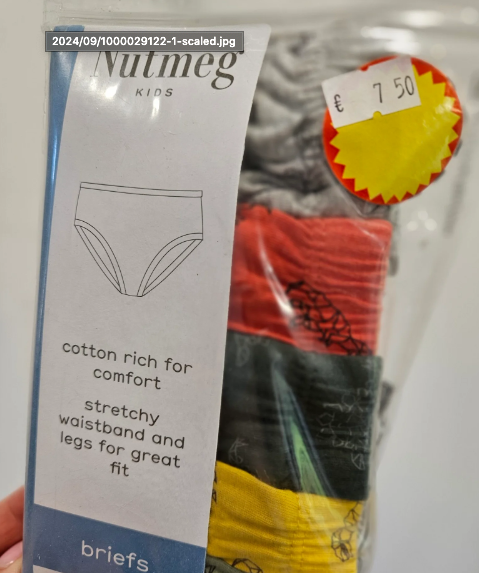 2024/09/1000029122-1-scaled.jpg
Nutmeg
KIDS
£ 7 50
cotton rich for
comfort
stretchy
waistband and
legs for great
fit
briefs